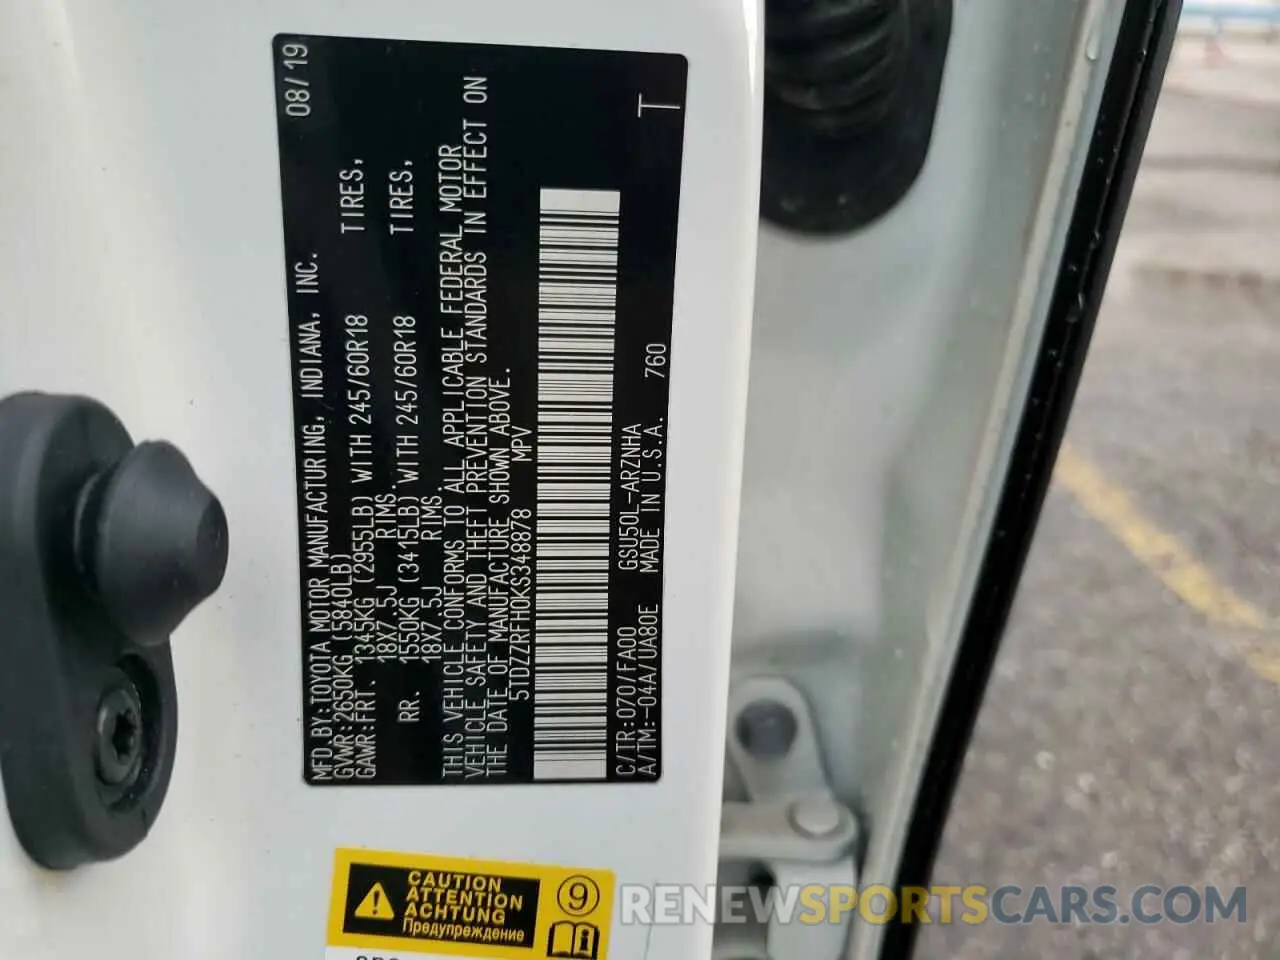 MFD.BY:TOYOTA MOTOR MANUFACTURING, INDIANA, INC. 08/19
GVWR:2650KG (5840LB)
GAWR:FRT. 1345KG (2955LB) WITH 245/60R18 TIRES,
18X7.5J RIMS.
RR. 1550KG (3415LB) WITH 245/60R18 TIRES,
18X7.5J RIMS.
THIS VEHICLE CONFORMS TO ALL APPLICABLE FEDERAL MOTOR
VEHICLE SAFETY AND THEFT PREVENTION STANDARDS IN EFFECT ON
THE DATE OF MANUFACTURE SHOWN ABOVE.
5TDZZRFH0KS348878 MPV
C/TR:070/FA00 GSU50L-ARZNHA T
A/TM:-04A/UA80E MADE IN U.S.A. 760
CAUTION
ATTENTION
ACHTUNG
Предупреждение
9
RENEWSPORTSCARS.COM